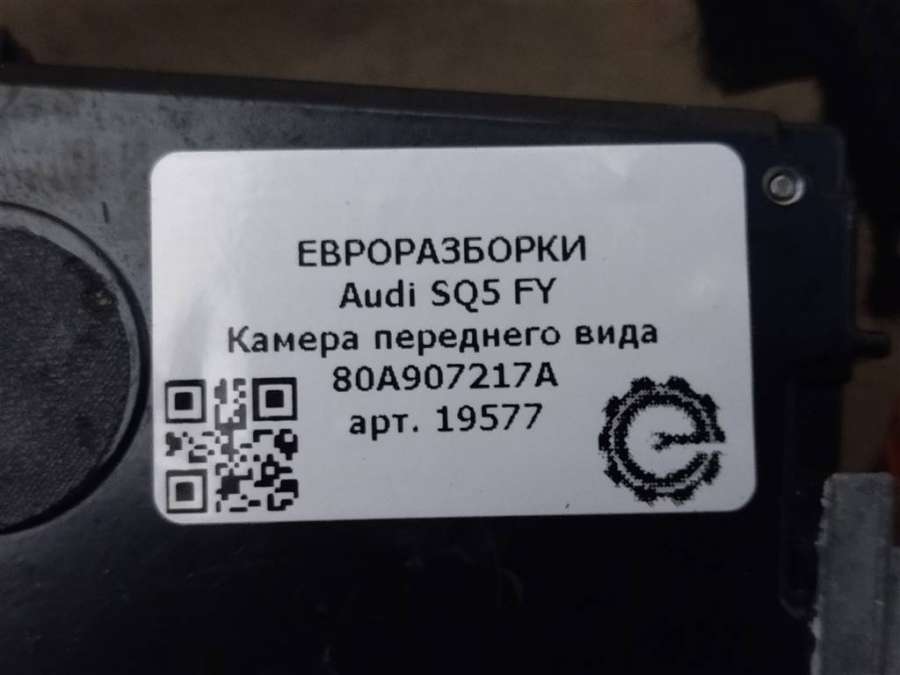 ЕВРОРАЗБОРКИ
Audi SQ5 FY
Камера переднего вида
80A907217A
арт. 19577